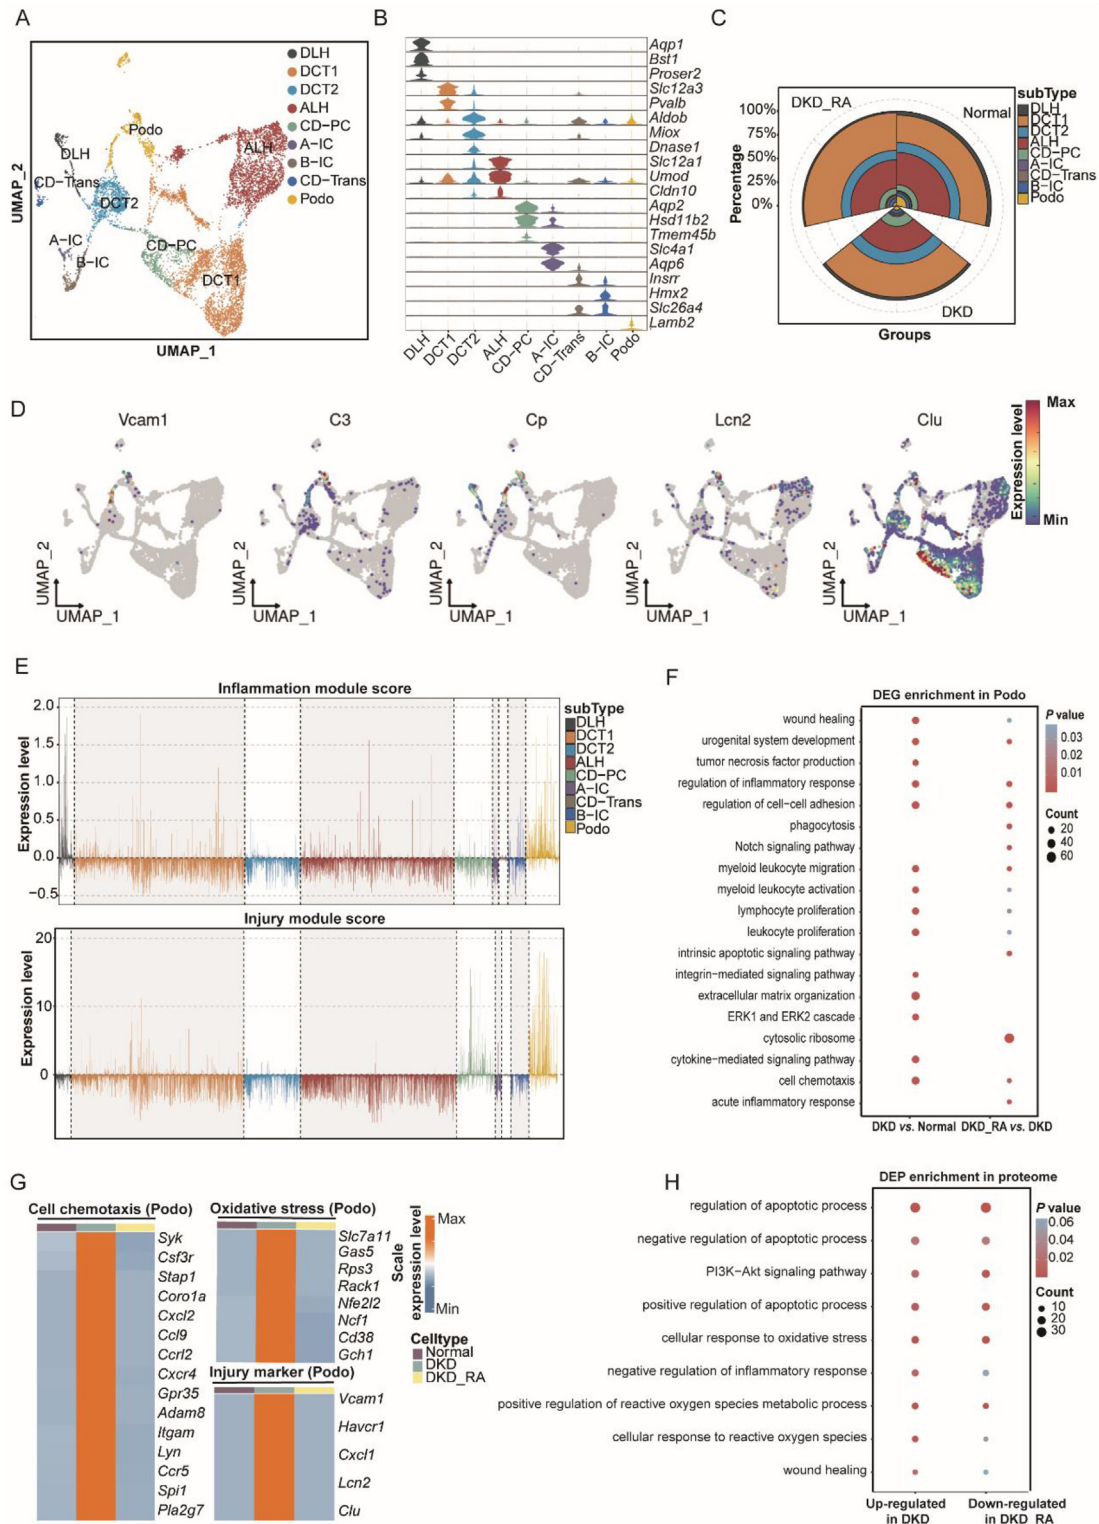 A
DLH
DCT1
DCT2
ALH
CD-PC
A-IC
B-IC
CD-Trans
Podo
Podo
DLH
ALH
CD-Trans
DCT2
A-IC
CD-PC
B-IC
DCT1
UMAP_2
UMAP_1
B
Aqp1
Bst1
Proser2
Slc12a3
Pvalb
Aldob
Miox
Dnase1
Slc12a1
Umod
Cldn10
Aqp2
Hsd11b2
Tmem45b
Slc4a1
Aqp6
Insrr
Hmx2
Slc26a4
Lamb2
DLH
DCT1
DCT2
ALH
CD-PC
A-IC
CD-Trans
B-IC
Podo
C
DKD_RA
Normal
DKD
100%
75%
50%
25%
0%
Percentage
Groups
subType
DLH
DCT1
DCT2
ALH
CD-PC
A-IC
CD-Trans
B-IC
Podo
D
Vcam1
C3
Cp
Lcn2
Clu
UMAP_2
UMAP_1
UMAP_2
UMAP_1
UMAP_2
UMAP_1
UMAP_2
UMAP_1
UMAP_2
UMAP_1
Expression level
Max
Min
E
Inflammation module score
Expression level
2.0
1.5
1.0
0.5
0.0
−0.5
subType
DLH
DCT1
DCT2
ALH
CD-PC
A-IC
CD-Trans
B-IC
Podo
Injury module score
Expression level
20
10
0
F
DEG enrichment in Podo
wound healing
urogenital system development
tumor necrosis factor production
regulation of inflammatory response
regulation of cell−cell adhesion
phagocytosis
Notch signaling pathway
myeloid leukocyte migration
myeloid leukocyte activation
lymphocyte proliferation
leukocyte proliferation
intrinsic apoptotic signaling pathway
integrin−mediated signaling pathway
extracellular matrix organization
ERK1 and ERK2 cascade
cytosolic ribosome
cytokine−mediated signaling pathway
cell chemotaxis
acute inflammatory response
DKD vs. Normal DKD_RA vs. DKD
P value
0.03
0.02
0.01
Count
20
40
60
G
Cell chemotaxis (Podo)
Syk
Csf3r
Stap1
Coro1a
Cxcl2
Ccl9
Ccrl2
Cxcr4
Gpr35
Adam8
Itgam
Lyn
Ccr5
Spi1
Pla2g7
Oxidative stress (Podo)
Slc7a11
Gas5
Rps3
Rack1
Nfe2l2
Ncf1
Cd38
Gch1
Injury marker (Podo)
Vcam1
Havcr1
Cxcl1
Lcn2
Clu
Scale
expression level
Max
Min
Celltype
Normal
DKD
DKD_RA
H
DEP enrichment in proteome
regulation of apoptotic process
negative regulation of apoptotic process
PI3K−Akt signaling pathway
positive regulation of apoptotic process
cellular response to oxidative stress
negative regulation of inflammatory response
positive regulation of reactive oxygen species metabolic process
cellular response to reactive oxygen species
wound healing
Up-regulated
in DKD
Down-regulated
in DKD_RA
P value
0.06
0.04
0.02
Count
10
20
30